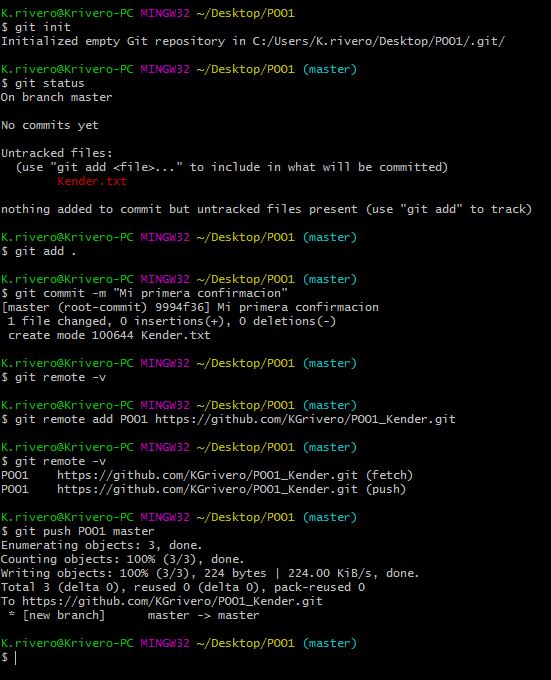 K.rivero@Krivero-PC MINGW32 ~/Desktop/POO1
$ git init
Initialized empty Git repository in C:/Users/K.rivero/Desktop/POO1/.git/
K.rivero@Krivero-PC MINGW32 ~/Desktop/POO1 (master)
$ git status
On branch master
No commits yet
Untracked files:
(use "git add <file>..." to include in what will be committed)
Kender.txt
nothing added to commit but untracked files present (use "git add" to track)
K.rivero@Krivero-PC MINGW32 ~/Desktop/POO1 (master)
$ git add .
K.rivero@Krivero-PC MINGW32 ~/Desktop/POO1 (master)
$ git commit -m "Mi primera confirmacion"
[master (root-commit) 9994f36] Mi primera confirmacion
1 file changed, 0 insertions(+), 0 deletions(-)
create mode 100644 Kender.txt
K.rivero@Krivero-PC MINGW32 ~/Desktop/POO1 (master)
$ git remote -v
K.rivero@Krivero-PC MINGW32 ~/Desktop/POO1 (master)
$ git remote add POO1 https://github.com/KGrivero/POO1_Kender.git
K.rivero@Krivero-PC MINGW32 ~/Desktop/POO1 (master)
$ git remote -v
POO1 https://github.com/KGrivero/POO1_Kender.git (fetch)
POO1 https://github.com/KGrivero/POO1_Kender.git (push)
K.rivero@Krivero-PC MINGW32 ~/Desktop/POO1 (master)
$ git push POO1 master
Enumerating objects: 3, done.
Counting objects: 100% (3/3), done.
Writing objects: 100% (3/3), 224 bytes | 224.00 KiB/s, done.
Total 3 (delta 0), reused 0 (delta 0), pack-reused 0
To https://github.com/KGrivero/POO1_Kender.git
* [new branch] master -> master
K.rivero@Krivero-PC MINGW32 ~/Desktop/POO1 (master)
$